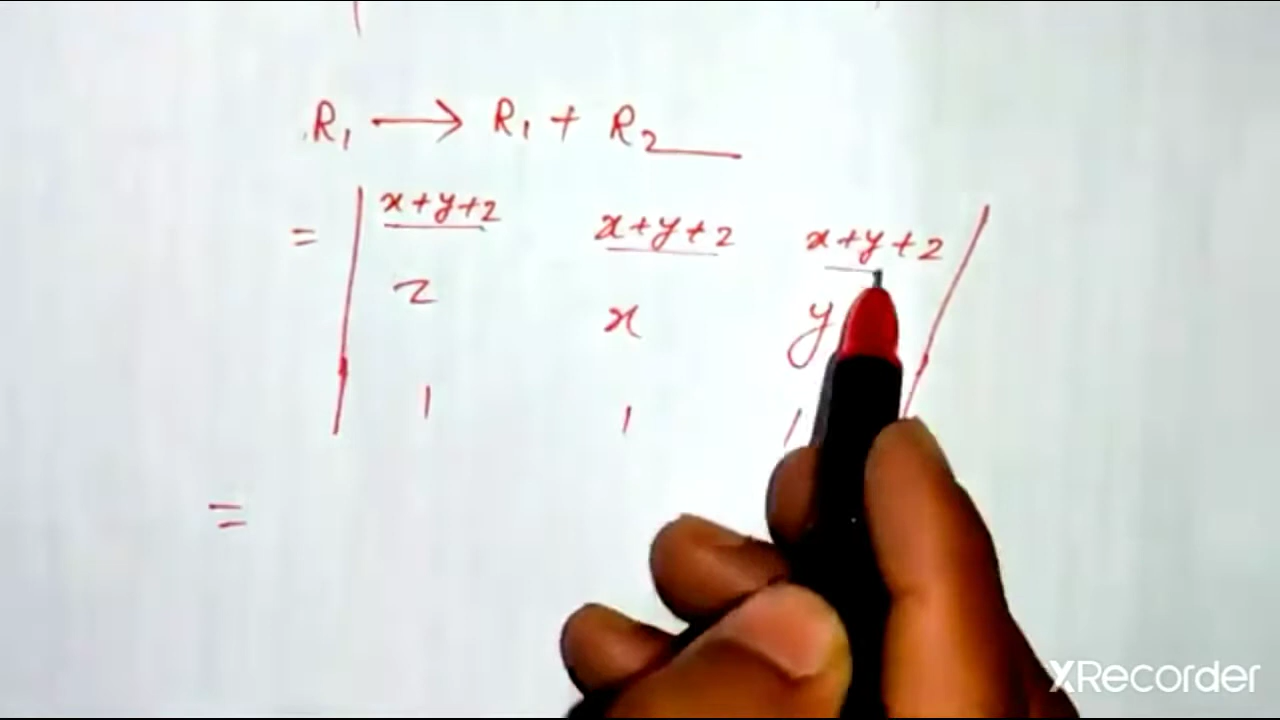 R₁ → R₁ + R₂
= | x+y+z x+y+z x+y+z |
z x y
1 1 1
=
XRecorder